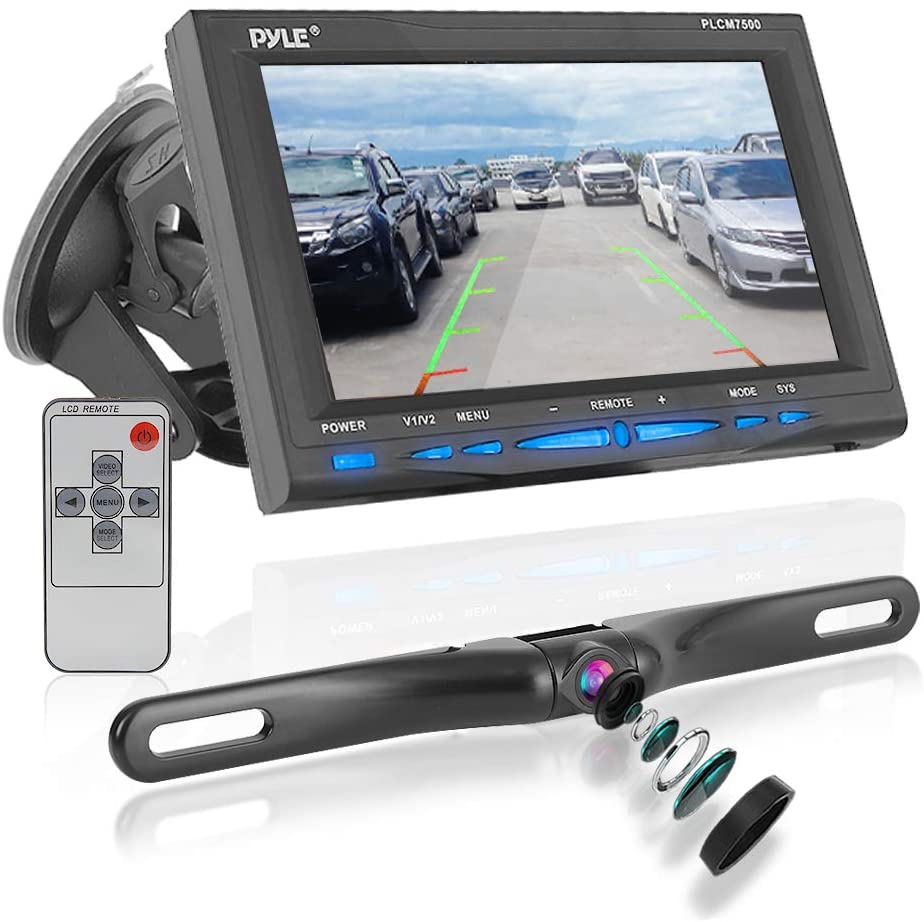 PYLE®
PLCM7500
POWER V1/V2 MENU − REMOTE + MODE SYS
LCD REMOTE
VIDEO
SELECT
MENU
MODE
SELECT